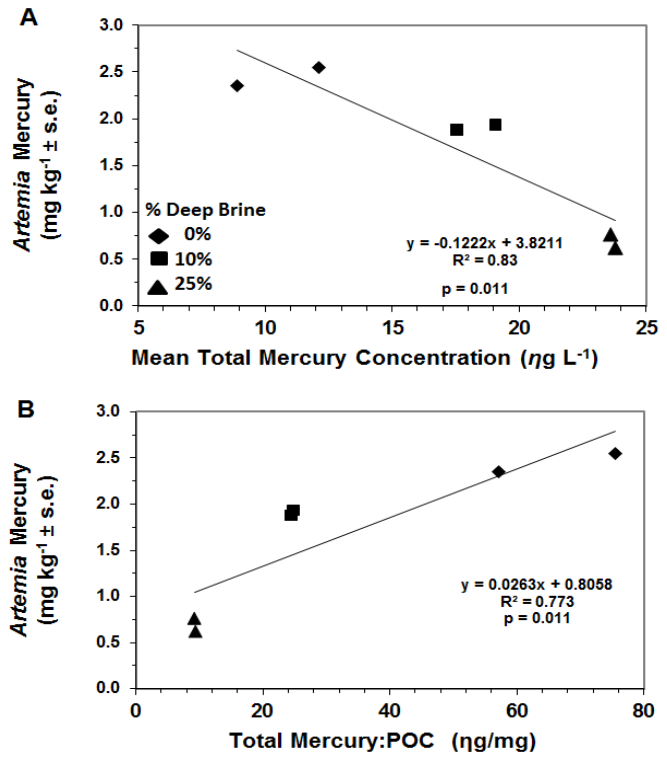 A
3.0
2.5
2.0
1.5
1.0
0.5
0.0
Artemia Mercury
(mg kg⁻¹ ± s.e.)
% Deep Brine
0%
10%
25%
y = -0.1222x + 3.8211
R² = 0.83
p = 0.011
5 10 15 20 25
Mean Total Mercury Concentration (ηg L⁻¹)
B
3.0
2.5
2.0
1.5
1.0
0.5
0.0
Artemia Mercury
(mg kg⁻¹ ± s.e.)
y = 0.0263x + 0.8058
R² = 0.773
p = 0.011
0 20 40 60 80
Total Mercury:POC (ηg/mg)